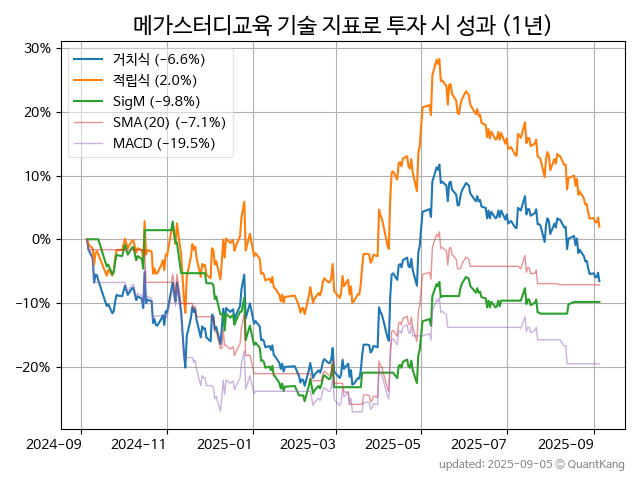 메가스터디교육 기술 지표로 투자 시 성과 (1년)
30%
20%
10%
0%
−10%
−20%
거치식 (−6.6%)
적립식 (2.0%)
SigM (−9.8%)
SMA(20) (−7.1%)
MACD (−19.5%)
2024-09
2024-11
2025-01
2025-03
2025-05
2025-07
2025-09
updated: 2025-09-05 © QuantKang